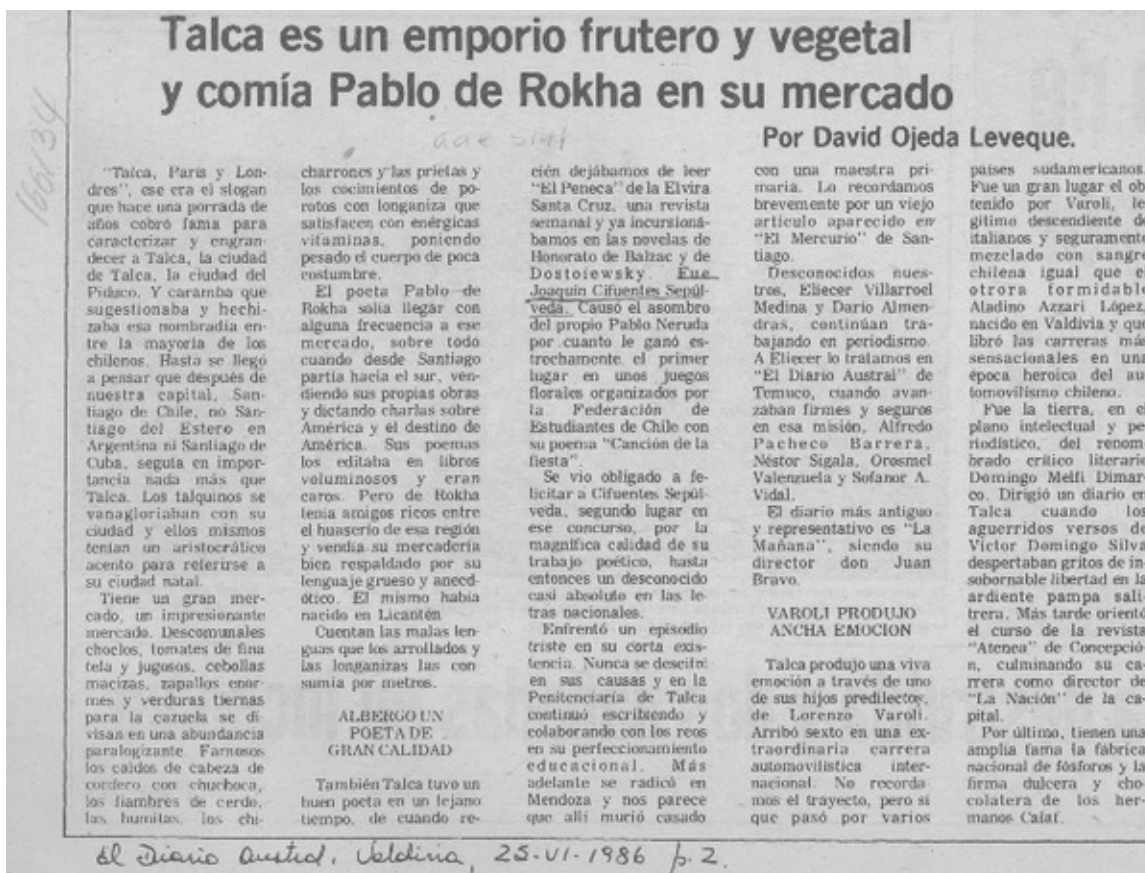 Talca es un emporio frutero y vegetal
y comía Pablo de Rokha en su mercado
Por David Ojeda Leveque.
"Talca, Paris y Lon-
dres", ese era el slogan
que hace una porrada de
años cobró fama para
caracterizar y engran-
decer a Talca, la ciudad
de Talca, la ciudad del
Piduco. Y caramba que
sugestionaba y hechi-
zaba esa nombradía en-
tre la mayoría de los
chilenos. Hasta se llegó
a pensar que después de
nuestra capital, San-
tiago de Chile, no San-
tiago del Estero en
Argentina ni Santiago de
Cuba, seguía en impor-
tancia nada más que
Talca. Los talquinos se
vanagloriaban con su
ciudad y ellos mismos
tenían un aristocrático
acento para referirse a
su ciudad natal.
Tiene un gran mer-
cado, un impresionante
mercado. Descomunales
choclos, tomates de fina
tela y jugosos, cebollas
macizas, zapallos enor-
mes y verduras tiernas
para la cazuela se di
visan en una abundancia
paralogizante. Famosos
los caldos de cabeza de
cordero con chuchoca,
los fiambres de cerdo,
las humitas, los chi-
charrones y las prietas y
los cocimientos de po-
rotos con longaniza que
satisfacen con enérgicas
vitaminas, poniendo
pesado el cuerpo de poca
costumbre.
El poeta Pablo de
Rokha solía llegar con
alguna frecuencia a ese
mercado, sobre todo
cuando desde Santiago
partía hacia el sur, ven-
diendo sus propias obras
y dictando charlas sobre
América y el destino de
América. Sus poemas
los editaba en libros
voluminosos y eran
caros. Pero de Rokha
tenía amigos ricos entre
el huaserío de esa región
y vendía su mercadería
bien respaldado por su
lenguaje grueso y anecd-
ótico. El mismo había
nacido en Licantén
Cuentan las malas len-
guas que los arrollados y
las longanizas las con
sumía por metros.
ALBERGO UN
POETA DE
GRAN CALIDAD
También Talca tuvo un
buen poeta en un lejano
tiempo, de cuando re-
cién dejábamos de leer
"El Peneca" de la Elvira
Santa Cruz, una revista
semanal y ya incursioná-
bamos en las novelas de
Honorato de Balzac y de
Dostoiewsky. Fue
Joaquín Cifuentes Sepúl-
veda. Causó el asombro
del propio Pablo Neruda
por cuanto le ganó es-
trechamente el primer
lugar en unos juegos
florales organizados por
la Federación de
Estudiantes de Chile con
su poema "Canción de la
fiesta".
Se vio obligado a fe-
licitar a Cifuentes Sepúl-
veda, segundo lugar en
ese concurso, por la
magnífica calidad de su
trabajo poético, hasta
entonces un desconocido
casi absoluto en las le-
tras nacionales.
Enfrentó un episodio
triste en su corta exis-
tencia. Nunca se
en sus causas y en la
Penitenciaría de Talca
continuó escribiendo y
colaborando con los reos
en su perfeccionamiento
educacional. Más
adelante se radicó en
Mendoza y nos parece
que allí murió casado
con una maestra pri-
maria. Lo recordamos
brevemente por un viejo
artículo aparecido en
"El Mercurio" de San-
tiago.
Desconocidos nues-
tros, Eliecer Villarroel
Medina y Darío Almen-
dras, continúan tra-
bajando en periodismo.
A Eliecer lo tratamos en
"El Diario Austral" de
Temuco, cuando avan-
zaban firmes y seguros
en esa misión, Alfredo
Pacheco Barrera,
Néstor Sigala, Orosmel
Valenzuela y Sofanor A.
Vidal.
El diario más antiguo
y representativo es "La
Mañana", siendo su
director don Juan
Bravo.
VAROLI PRODUJO
ANCHA EMOCION
Talca produjo una viva
emoción a través de uno
de sus hijos predilectos,
de Lorenzo Varoli.
Arribó sexto en una ex-
traordinaria carrera
automovilística inter-
nacional. No recorda
mos el trayecto, pero sí
que pasó por varios
países sudamericanos.
Fue un gran lugar el ob
tenido por Varoli, le
gítimo descendiente de
italianos y seguramente
mezclado con sangre
chilena igual que el
otrora formidable
Aladino Azzari López,
nacido en Valdivia y que
libró las carreras más
sensacionales en una
época heroica del au
tomovilismo chileno.
Fue la tierra, en el
plano intelectual y pe
riodístico, del renom
brado crítico literario
Domingo Melfi Dimar-
co. Dirigió un diario en
Talca cuando los
aguerridos versos de
Víctor Domingo Silva
despertaban gritos de in
sobornable libertad en la
ardiente pampa sali
trera. Más tarde orientó
el curso de la revista
"Atenea" de Concepció-
n, culminando su ca-
rrera como director de
"La Nación" de la ca
pital.
Por último, tienen una
amplia fama la fábrica
nacional de fósforos y la
firma dulcera y cho-
colatera de los her-
manos Calaf.
El Diario Austral, Valdivia, 25-VI-1986 p. 2.
166134